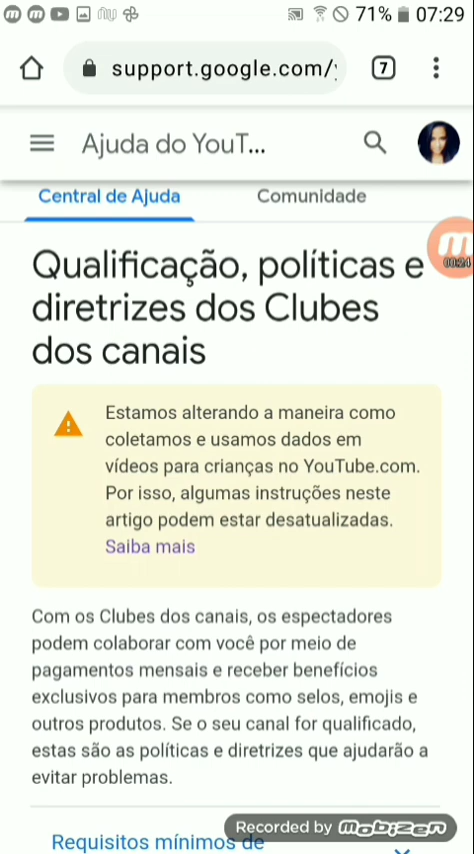 71% 07:29
support.google.com/
7
Ajuda do YouT...
Central de Ajuda Comunidade
00:24
Qualificação, políticas e
diretrizes dos Clubes
dos canais
Estamos alterando a maneira como
coletamos e usamos dados em
vídeos para crianças no YouTube.com.
Por isso, algumas instruções neste
artigo podem estar desatualizadas.
Saiba mais
Com os Clubes dos canais, os espectadores
podem colaborar com você por meio de
pagamentos mensais e receber benefícios
exclusivos para membros como selos, emojis e
outros produtos. Se o seu canal for qualificado,
estas são as políticas e diretrizes que ajudarão a
evitar problemas.
Recorded by mobizen
Requisitos mínimos de